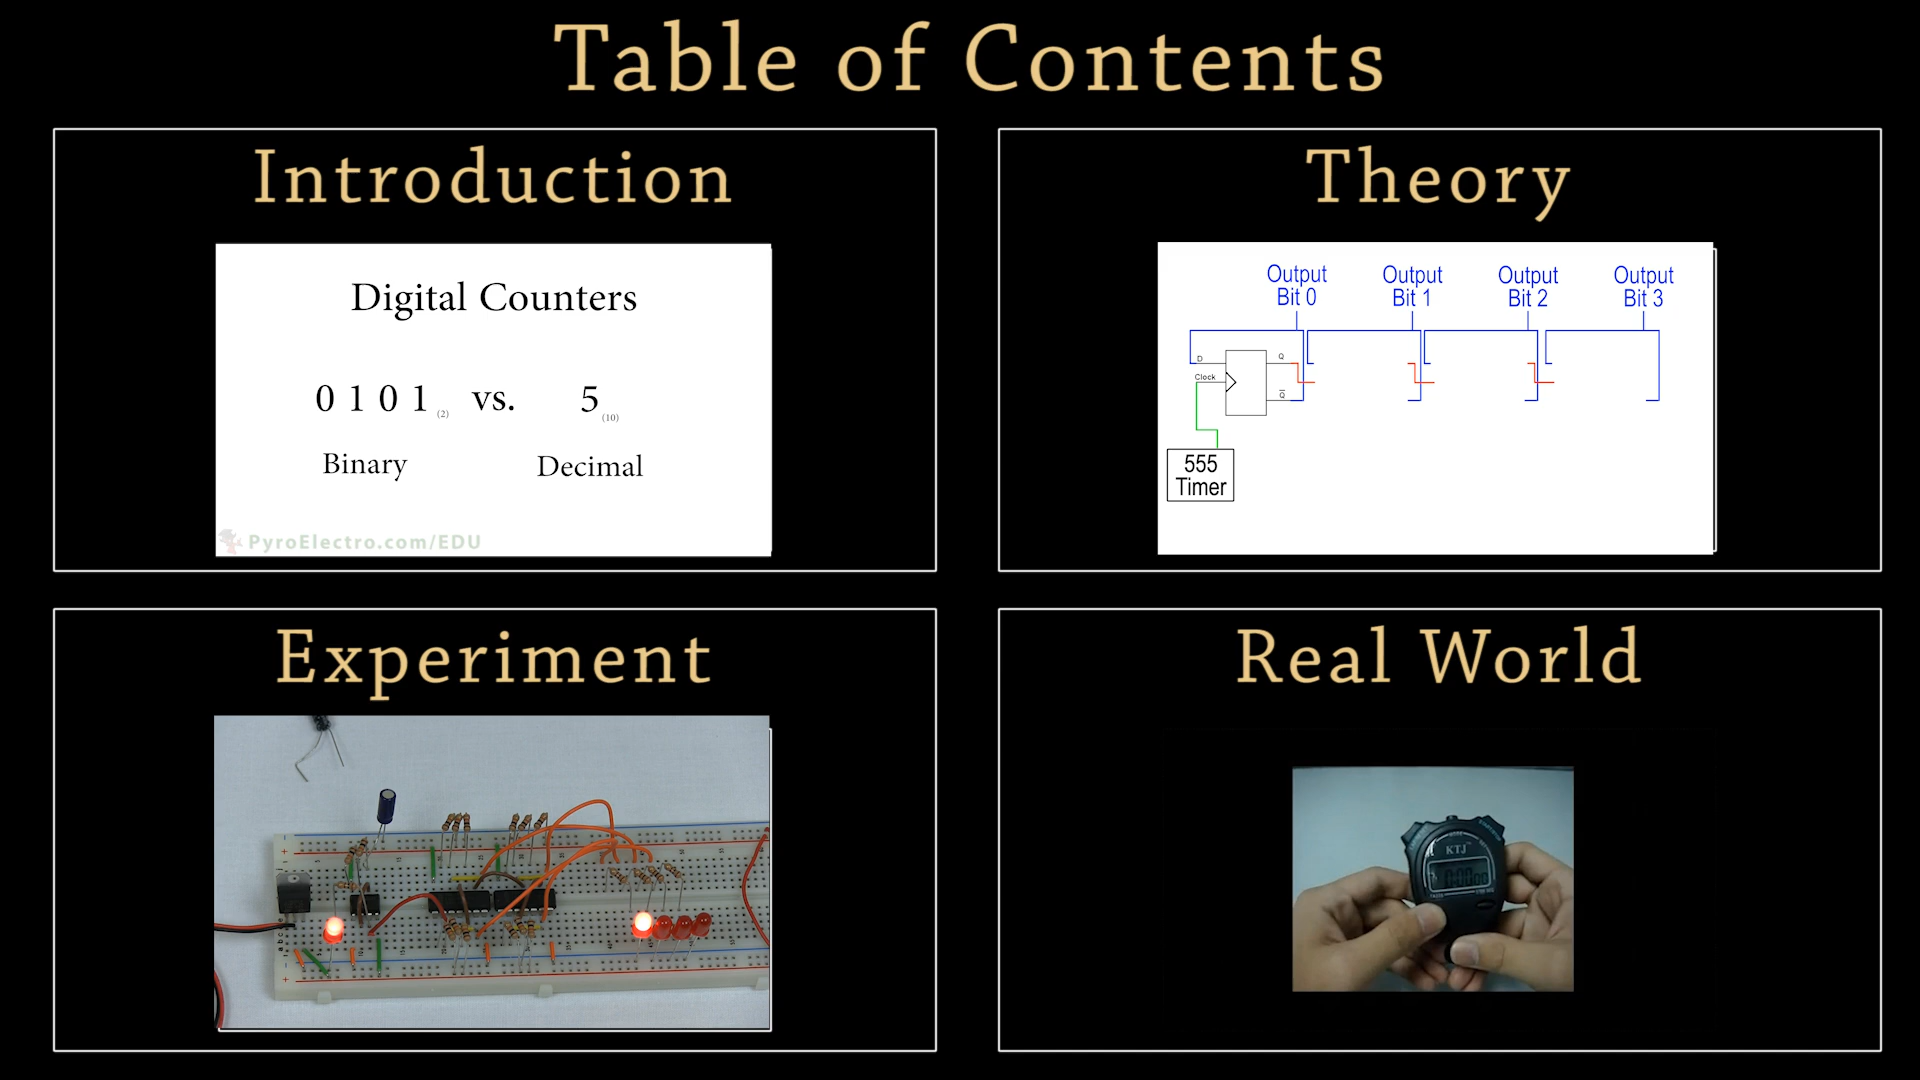 Table of Contents
Introduction
Digital Counters
0 1 0 1 (2) vs. 5 (10)
Binary Decimal
PyroElectro.com/EDU
Theory
Output Output Output Output
Bit 0 Bit 1 Bit 2 Bit 3
D Q
Clock
Q
555
Timer
Experiment
Real World
KTJ